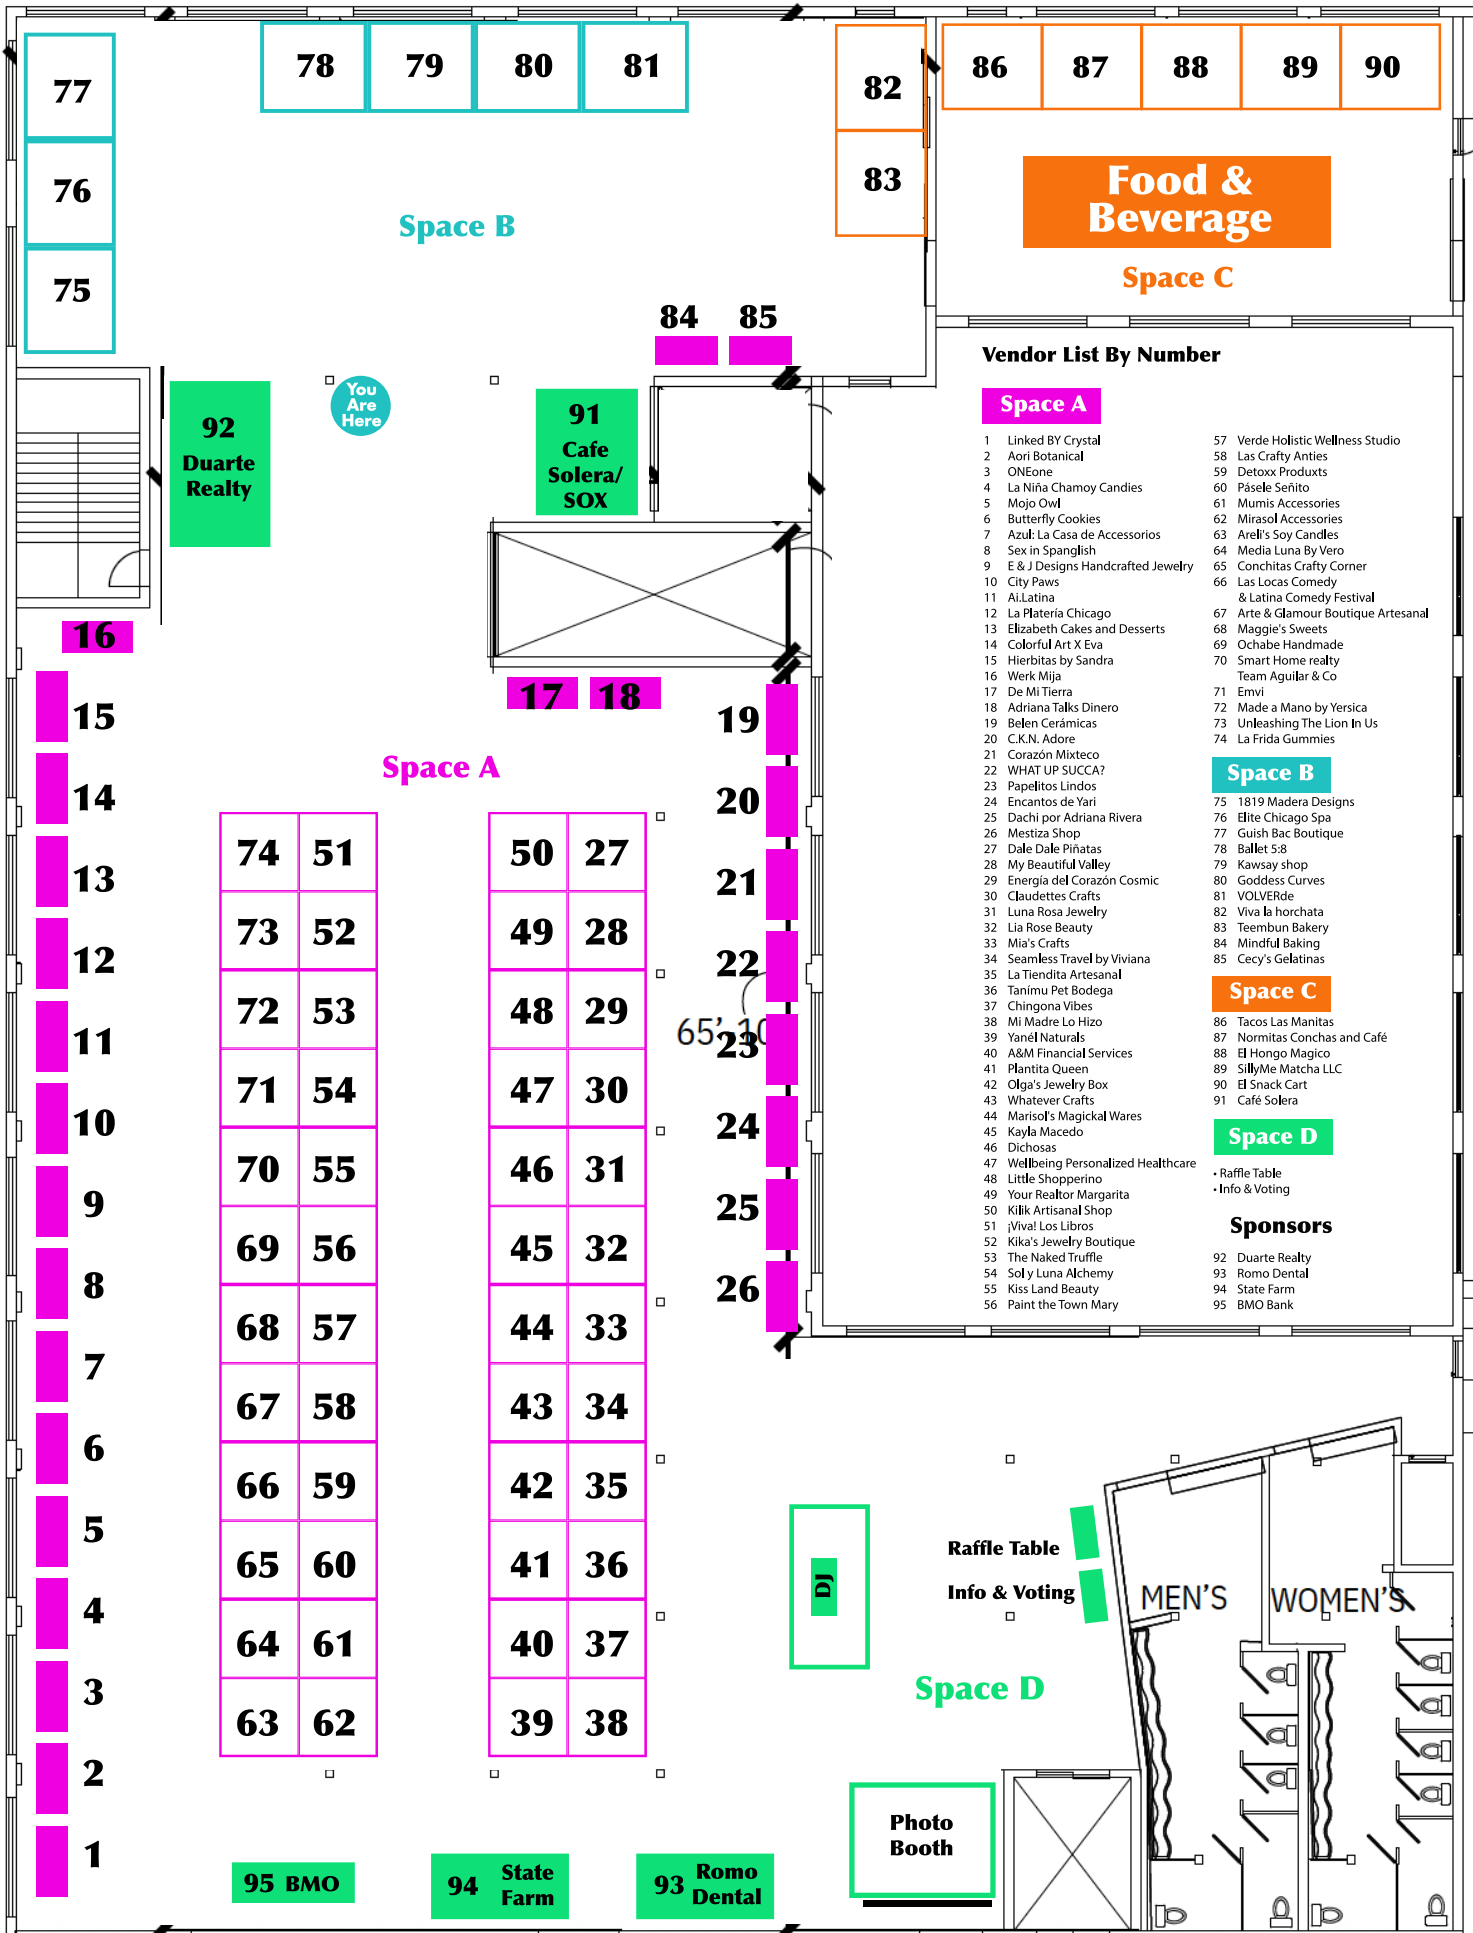 77
78
79
80
81
82
86
87
88
89
90
76
83
Food &
Beverage
Space B
Space C
75
84
85
You
Are
Here
92
Duarte
Realty
91
Cafe
Solera/
SOX
16
17
18
15
14
13
12
11
10
9
8
7
6
5
4
3
2
1
Space A
19
20
21
22
65'-10
23
24
25
26
74 51
73 52
72 53
71 54
70 55
69 56
68 57
67 58
66 59
65 60
64 61
63 62
50 27
49 28
48 29
47 30
46 31
45 32
44 33
43 34
42 35
41 36
40 37
39 38
Vendor List By Number
Space A
1 Linked BY Crystal
2 Aori Botanical
3 ONEone
4 La Niña Chamoy Candies
5 Mojo Owl
6 Butterfly Cookies
7 Azul: La Casa de Accessorios
8 Sex in Spanglish
9 E & J Designs Handcrafted Jewelry
10 City Paws
11 Ai.Latina
12 La Platería Chicago
13 Elizabeth Cakes and Desserts
14 Colorful Art X Eva
15 Hierbitas by Sandra
16 Werk Mija
17 De Mi Tierra
18 Adriana Talks Dinero
19 Belen Cerámicas
20 C.K.N. Adore
21 Corazón Mixteco
22 WHAT UP SUCCA?
23 Papelitos Lindos
24 Encantos de Yari
25 Dachi por Adriana Rivera
26 Mestiza Shop
27 Dale Dale Piñatas
28 My Beautiful Valley
29 Energía del Corazón Cosmic
30 Claudettes Crafts
31 Luna Rosa Jewelry
32 Lia Rose Beauty
33 Mia's Crafts
34 Seamless Travel by Viviana
35 La Tiendita Artesanal
36 Tanímu Pet Bodega
37 Chingona Vibes
38 Mi Madre Lo Hizo
39 Yanél Naturals
40 A&M Financial Services
41 Plantita Queen
42 Olga's Jewelry Box
43 Whatever Crafts
44 Marisol's Magickal Wares
45 Kayla Macedo
46 Dichosas
47 Wellbeing Personalized Healthcare
48 Little Shopperino
49 Your Realtor Margarita
50 Kilik Artisanal Shop
51 ¡Viva! Los Libros
52 Kika's Jewelry Boutique
53 The Naked Truffle
54 Sol y Luna Alchemy
55 Kiss Land Beauty
56 Paint the Town Mary
57 Verde Holistic Wellness Studio
58 Las Crafty Anties
59 Detoxx Produxts
60 Pásele Señito
61 Mumis Accessories
62 Mirasol Accessories
63 Areli's Soy Candles
64 Media Luna By Vero
65 Conchitas Crafty Corner
66 Las Locas Comedy
& Latina Comedy Festival
67 Arte & Glamour Boutique Artesanal
68 Maggie's Sweets
69 Ochabe Handmade
70 Smart Home realty
Team Aguilar & Co
71 Emvi
72 Made a Mano by Yersica
73 Unleashing The Lion In Us
74 La Frida Gummies
Space B
75 1819 Madera Designs
76 Elite Chicago Spa
77 Guish Bac Boutique
78 Ballet 5:8
79 Kawsay shop
80 Goddess Curves
81 VOLVERde
82 Viva la horchata
83 Teembun Bakery
84 Mindful Baking
85 Cecy's Gelatinas
Space C
86 Tacos Las Manitas
87 Normitas Conchas and Café
88 El Hongo Magico
89 SillyMe Matcha LLC
90 El Snack Cart
91 Café Solera
Space D
• Raffle Table
• Info & Voting
Sponsors
92 Duarte Realty
93 Romo Dental
94 State Farm
95 BMO Bank
DJ
Raffle Table
Info & Voting
MEN'S
WOMEN'S
Space D
Photo
Booth
95 BMO
94 State
Farm
93 Romo
Dental